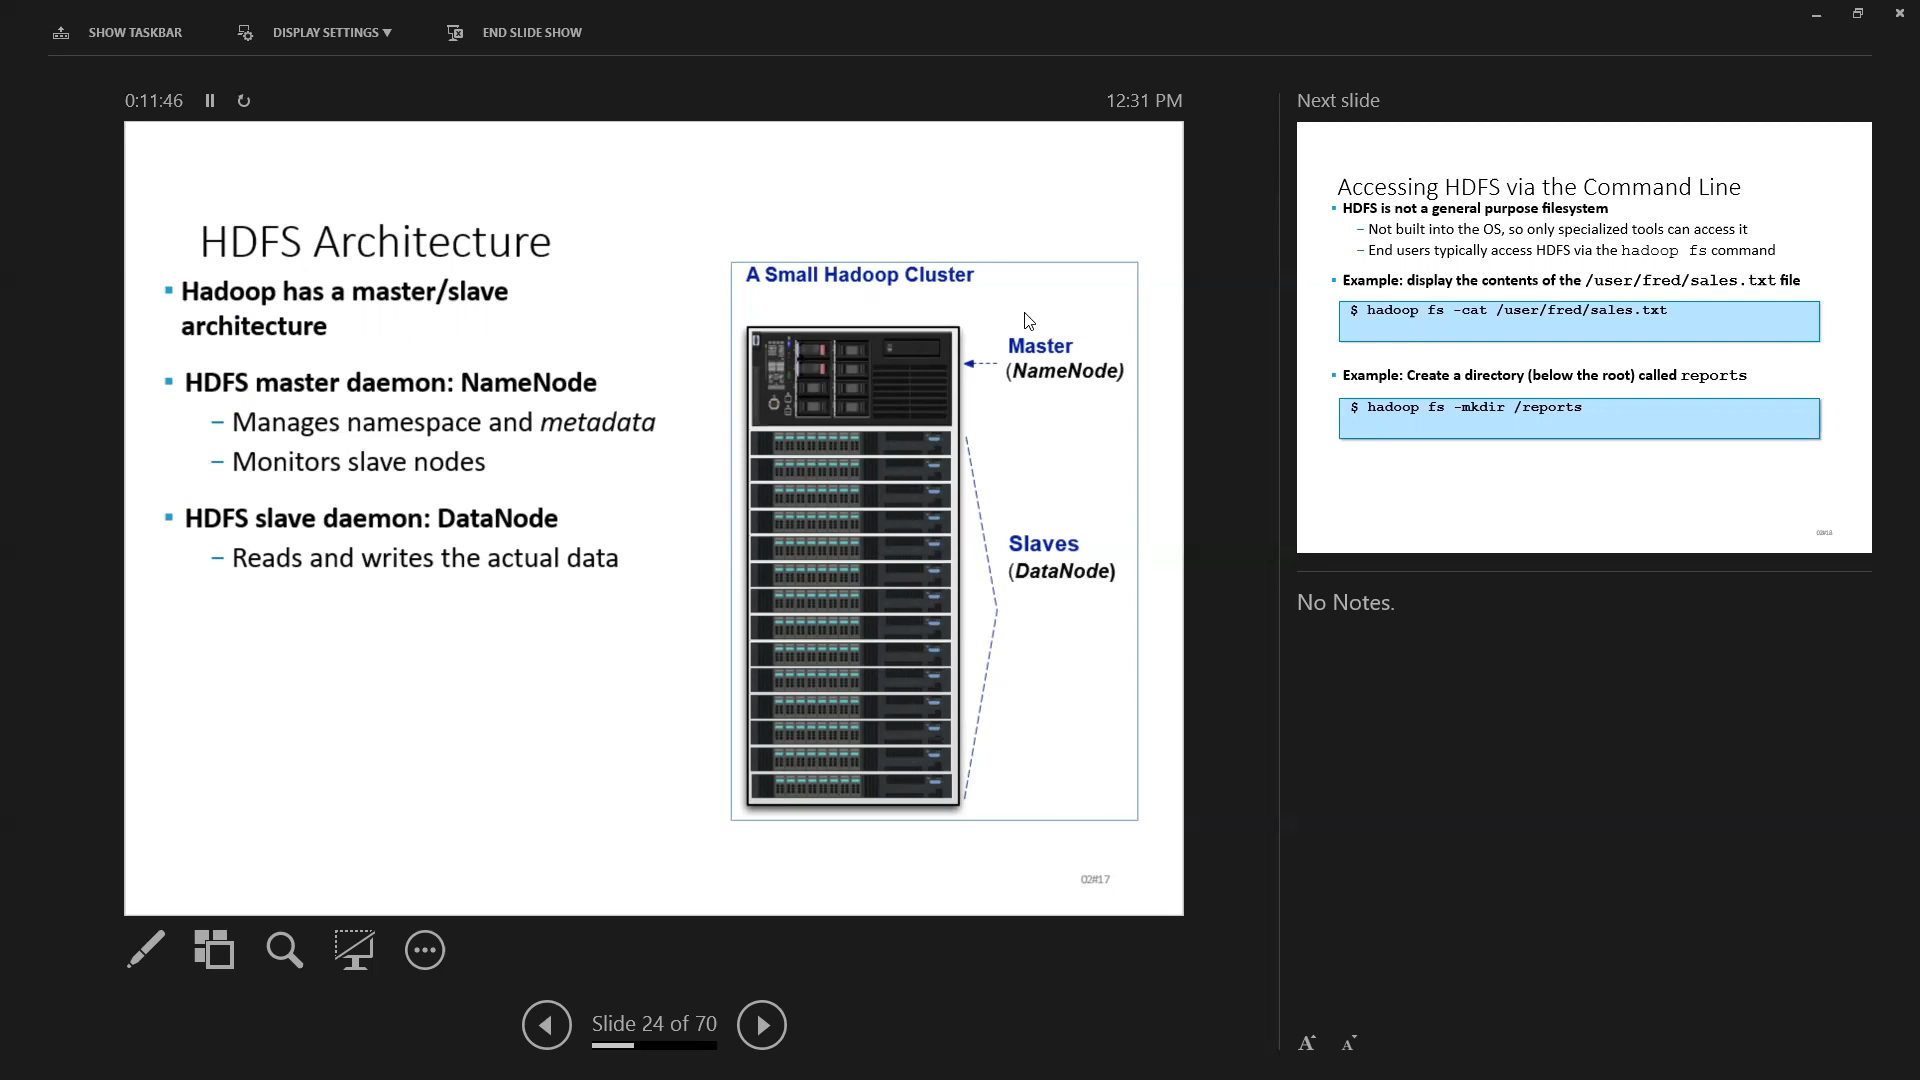 SHOW TASKBAR
DISPLAY SETTINGS ▼
END SLIDE SHOW
0:11:46
12:31 PM
HDFS Architecture
▪ Hadoop has a master/slave
architecture
▪ HDFS master daemon: NameNode
– Manages namespace and metadata
– Monitors slave nodes
▪ HDFS slave daemon: DataNode
– Reads and writes the actual data
A Small Hadoop Cluster
Master
(NameNode)
Slaves
(DataNode)
02#17
Next slide
Accessing HDFS via the Command Line
▪ HDFS is not a general purpose filesystem
– Not built into the OS, so only specialized tools can access it
– End users typically access HDFS via the hadoop fs command
▪ Example: display the contents of the /user/fred/sales.txt file
$ hadoop fs -cat /user/fred/sales.txt
▪ Example: Create a directory (below the root) called reports
$ hadoop fs -mkdir /reports
02#18
No Notes.
Slide 24 of 70
A A